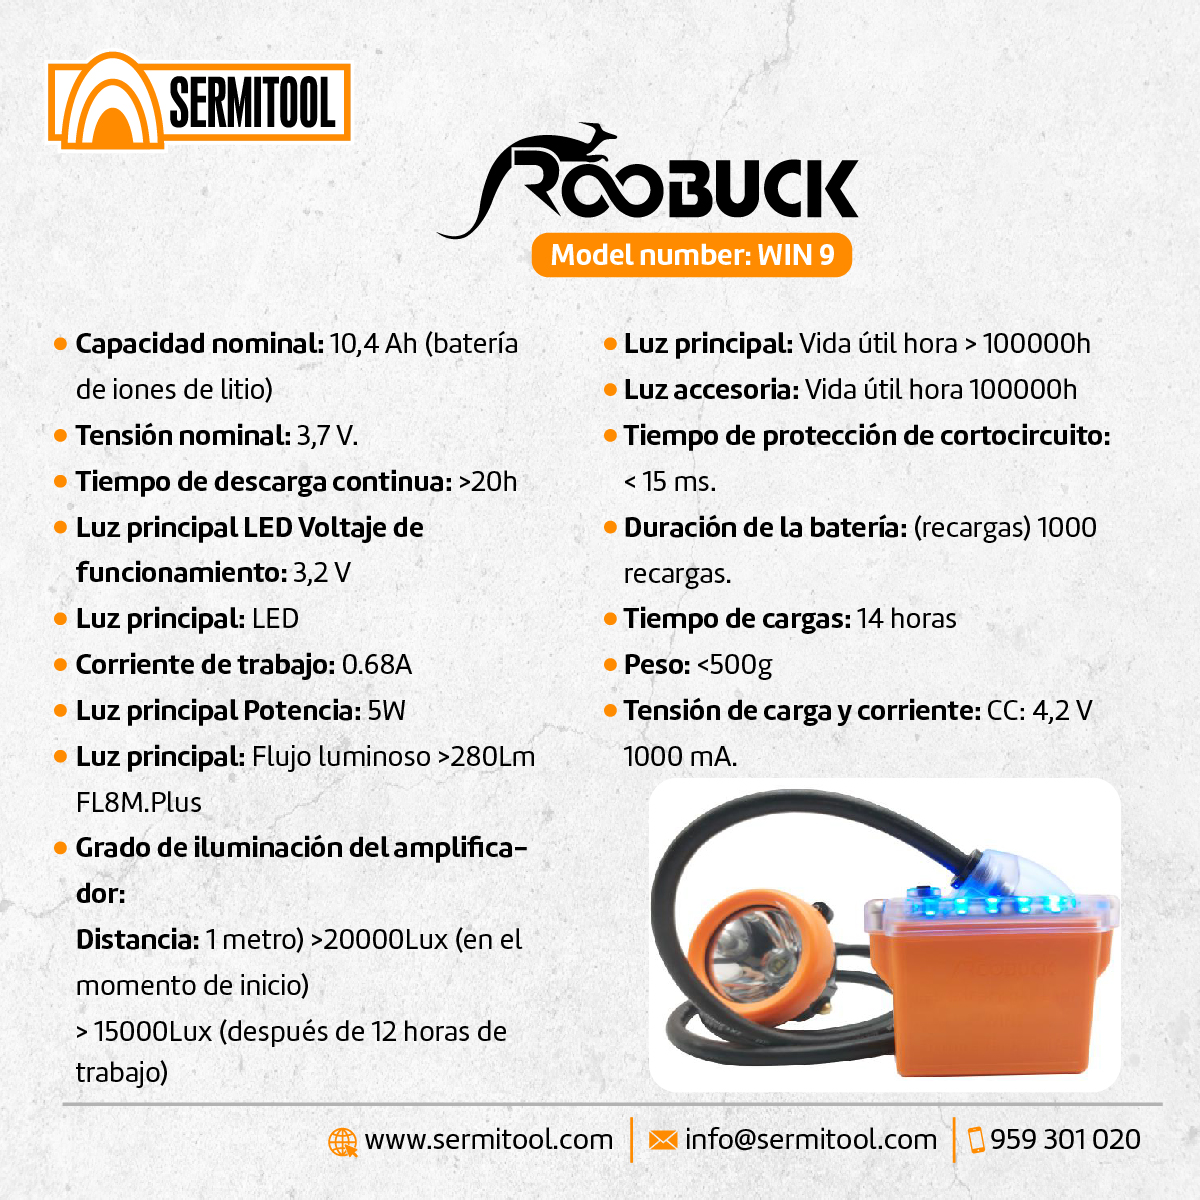 SERMITOOL
ROOBUCK
Model number: WIN 9
Capacidad nominal: 10,4 Ah (batería
de iones de litio)
Tensión nominal: 3,7 V.
Tiempo de descarga continua: >20h
Luz principal LED Voltaje de
funcionamiento: 3,2 V
Luz principal: LED
Corriente de trabajo: 0.68A
Luz principal Potencia: 5W
Luz principal: Flujo luminoso >280Lm
FL8M.Plus
Grado de iluminación del amplifica-
dor:
Distancia: 1 metro) >20000Lux (en el
momento de inicio)
> 15000Lux (después de 12 horas de
trabajo)
Luz principal: Vida útil hora > 100000h
Luz accesoria: Vida útil hora 100000h
Tiempo de protección de cortocircuito:
< 15 ms.
Duración de la batería: (recargas) 1000
recargas.
Tiempo de cargas: 14 horas
Peso: <500g
Tensión de carga y corriente: CC: 4,2 V
1000 mA.
ROOBUCK
www.sermitool.com
info@sermitool.com
959 301 020